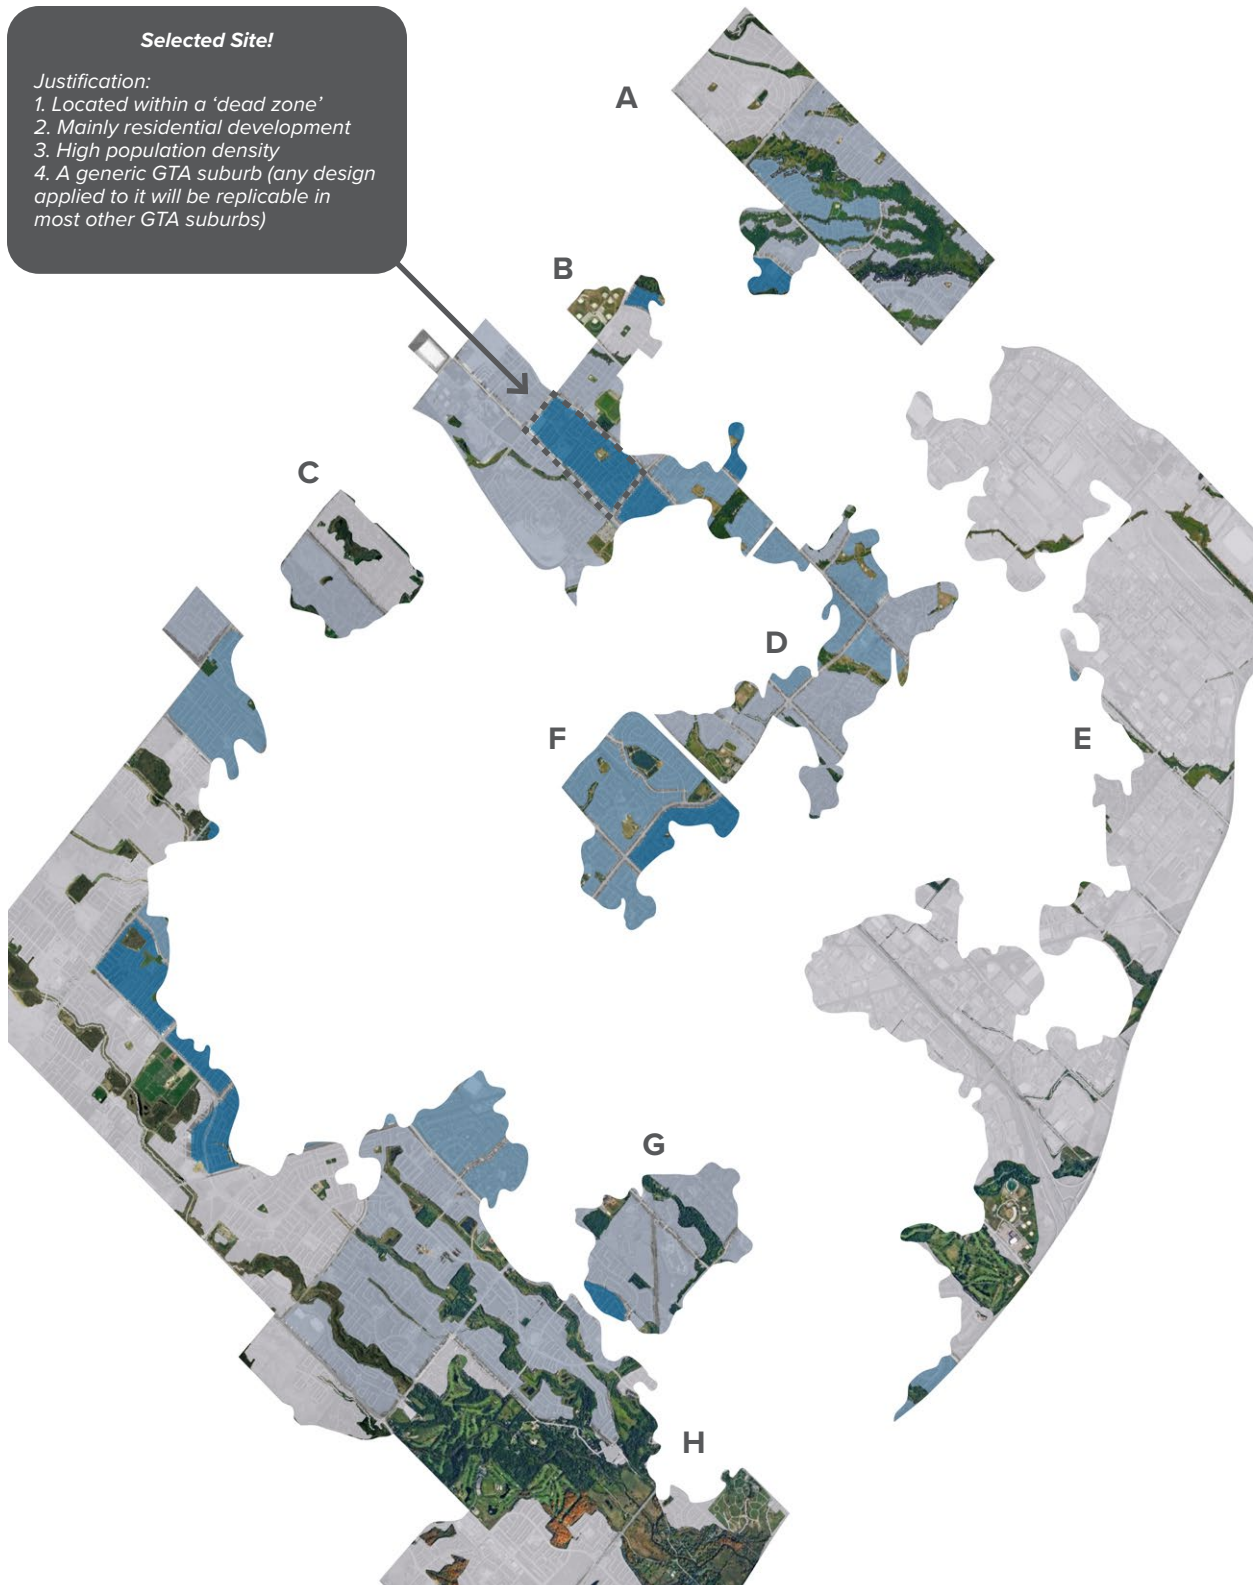 Selected Site!
Justification:
1. Located within a ‘dead zone’
2. Mainly residential development
3. High population density
4. A generic GTA suburb (any design
applied to it will be replicable in
most other GTA suburbs)
A
B
C
D
F
E
G
H